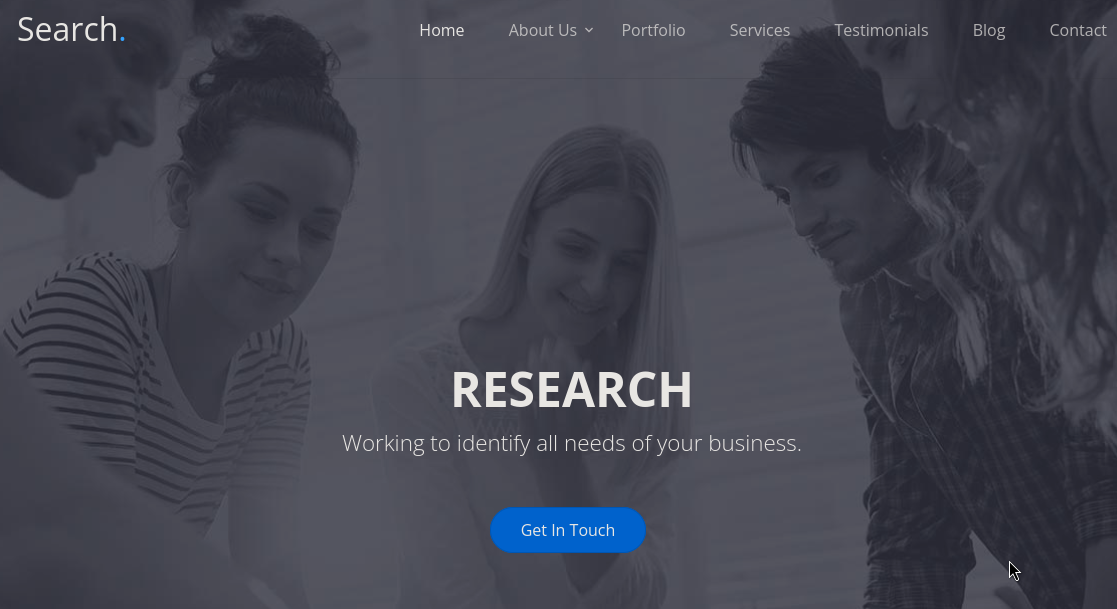 Search.
Home About Us Portfolio Services Testimonials Blog Contact
RESEARCH
Working to identify all needs of your business.
Get In Touch